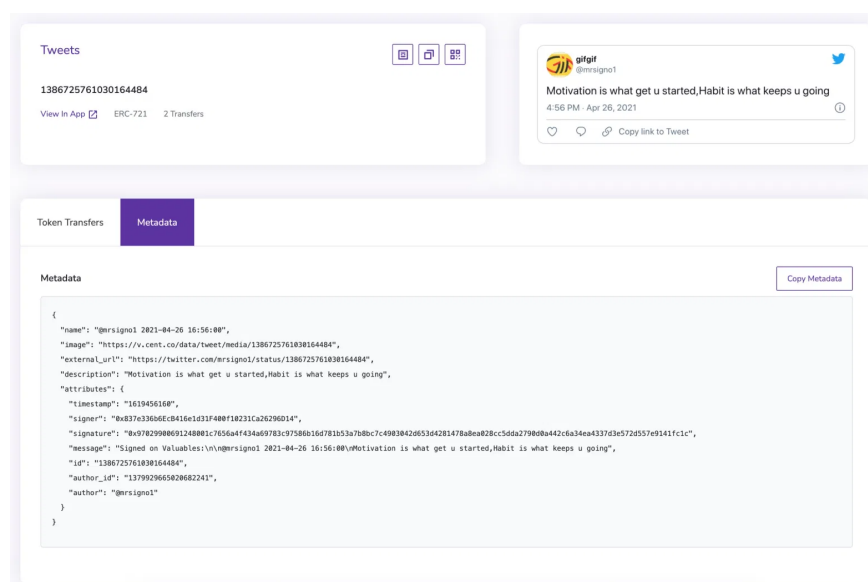 Tweets
1386725761030164484
View In App
ERC-721
2 Transfers
gifgif
@mrsigno1
Motivation is what get u started,Habit is what keeps u going
4:56 PM · Apr 26, 2021
Copy link to Tweet
Token Transfers
Metadata
Metadata
Copy Metadata
{
"name": "@mrsigno1 2021-04-26 16:56:00",
"image": "https://v.cent.co/data/tweet/media/1386725761030164484",
"external_url": "https://twitter.com/mrsigno1/status/1386725761030164484",
"description": "Motivation is what get u started,Habit is what keeps u going",
"attributes": {
"timestamp": "1619456160",
"signer": "0x837e336b6EcB416e1d31F400f10231Ca26296D14",
"signature": "0x97029900691248001c7656a4f434a69783c97586b16d781b53a7b8bc7c4903042d653d4281478a8ea028cc5dda2790d0a442c6a34ea4337d3e572d557e9141fc1c",
"message": "Signed on Valuables:\n\n@mrsigno1 2021-04-26 16:56:00\nMotivation is what get u started,Habit is what keeps u going",
"id": "1386725761030164484",
"author_id": "1379929665020682241",
"author": "@mrsigno1"
}
}